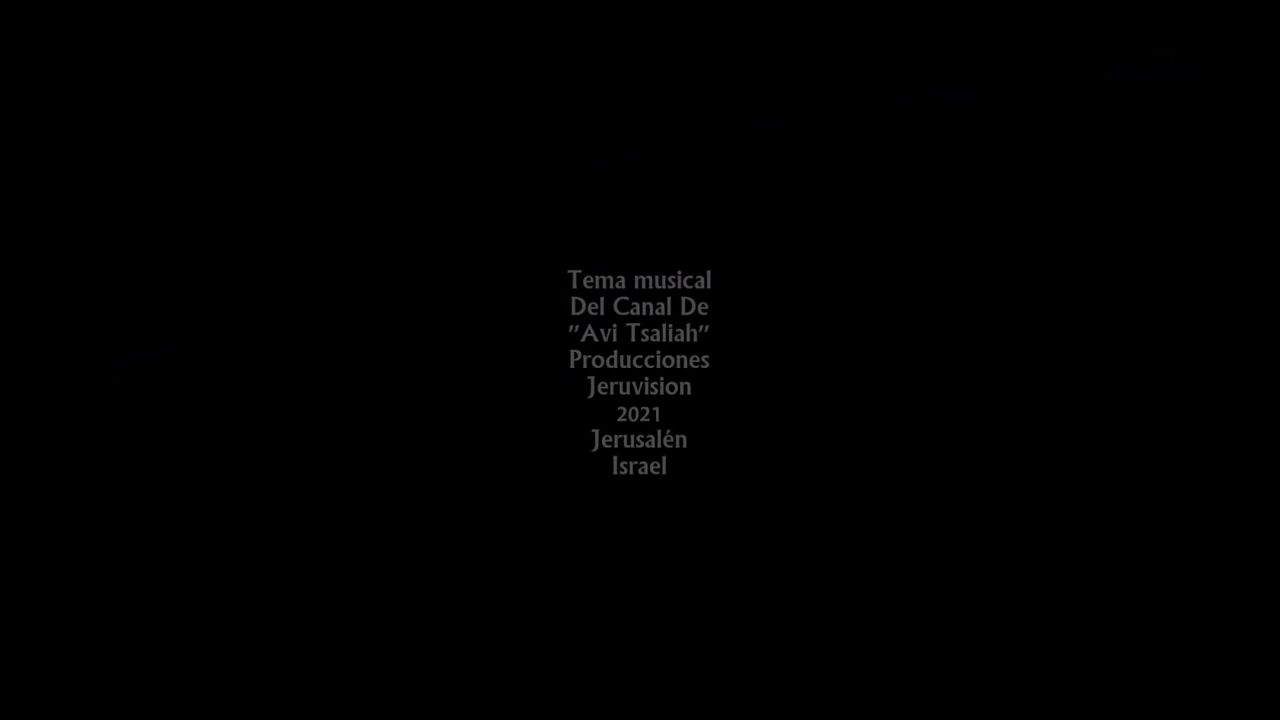 Tema musical
Del Canal De
"Avi Tsaliah"
Producciones
Jeruvision
2021
Jerusalén
Israel